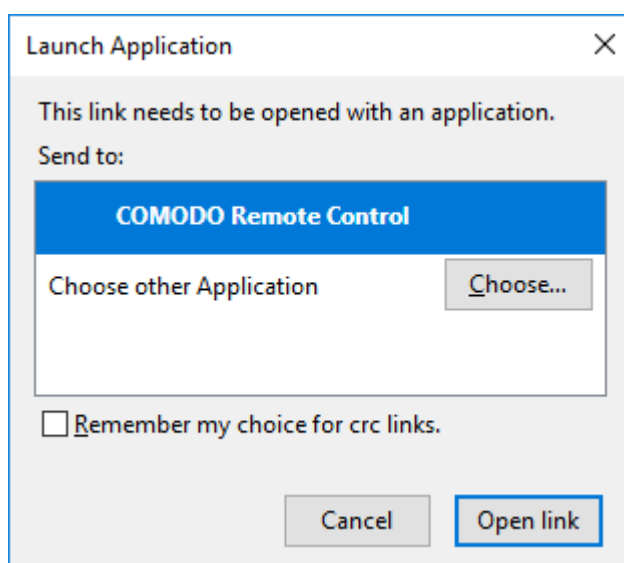 Launch Application
This link needs to be opened with an application.
Send to:
COMODO Remote Control
Choose other Application
Choose...
Remember my choice for crc links.
Cancel
Open link